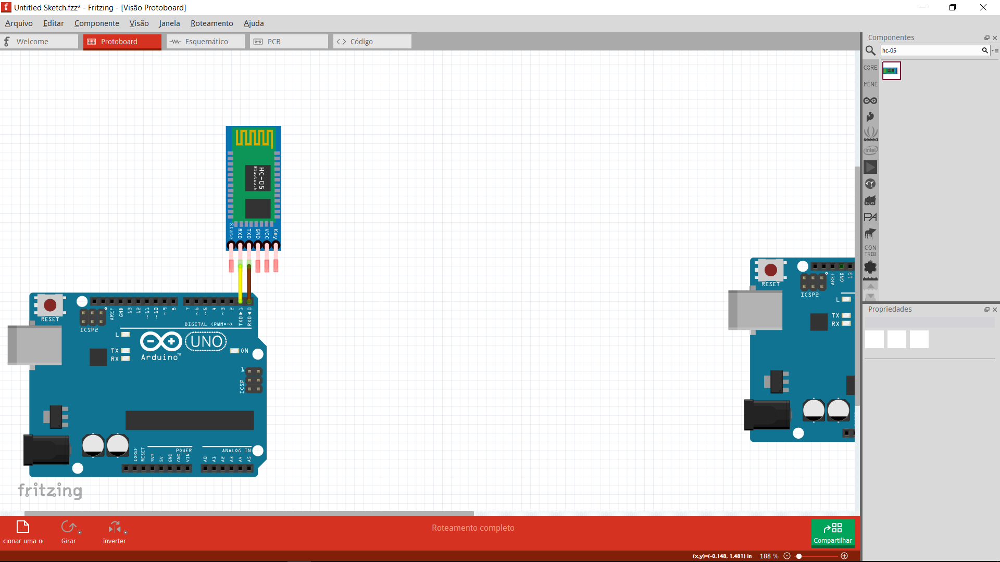 Untitled Sketch.fzz* - Fritzing - [Visão Protoboard]
Arquivo Editar Componente Visão Janela Roteamento Ajuda
Welcome Protoboard Esquemático PCB Código
Componentes
hc-05
CORE
MINE
seeed
intel
PA
CON
TRIB
Propriedades
HC-05
Bluetooth
State RXD TXD GND VCC Key
RESET
ICSP2
AREF GND 13 12 ~11 ~10 ~9 8 7 ~6 ~5 4 ~3 2 TX0 1 RX0 0
DIGITAL (PWM=~)
L
TX
RX
UNO
Arduino™
ON
1
ICSP
POWER ANALOG IN
IOREF RESET 3V3 5V GND GND VIN A0 A1 A2 A3 A4 A5
RESET
ICSP2
AREF GND 13
L
TX
RX
fritzing
cionar uma n
Girar
Inverter
Roteamento completo
Compartilhar
(x,y)=(-0.148, 1.481) in 188 %